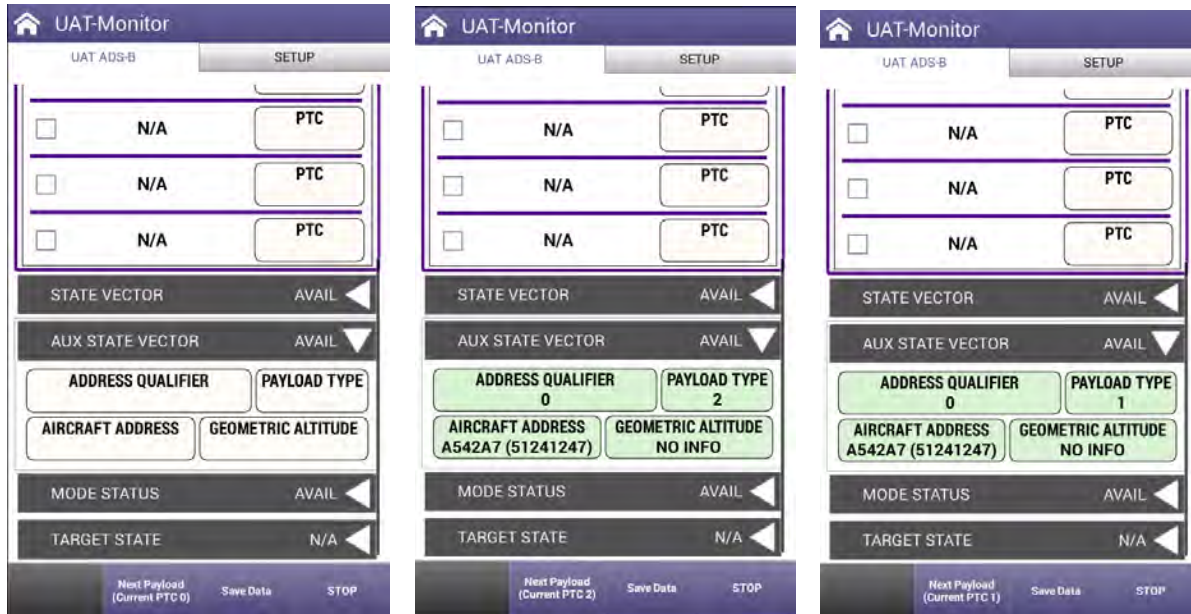 UAT-Monitor
UAT ADS-B SETUP
N/A PTC
N/A PTC
N/A PTC
STATE VECTOR AVAIL
AUX STATE VECTOR AVAIL
ADDRESS QUALIFIER PAYLOAD TYPE
AIRCRAFT ADDRESS GEOMETRIC ALTITUDE
MODE STATUS AVAIL
TARGET STATE N/A
Next Payload
(Current PTC 0) Save Data STOP
UAT-Monitor
UAT ADS-B SETUP
N/A PTC
N/A PTC
N/A PTC
STATE VECTOR AVAIL
AUX STATE VECTOR AVAIL
ADDRESS QUALIFIER PAYLOAD TYPE
0 2
AIRCRAFT ADDRESS GEOMETRIC ALTITUDE
A542A7 (51241247) NO INFO
MODE STATUS AVAIL
TARGET STATE N/A
Next Payload
(Current PTC 2) Save Data STOP
UAT-Monitor
UAT ADS-B SETUP
N/A PTC
N/A PTC
N/A PTC
STATE VECTOR AVAIL
AUX STATE VECTOR AVAIL
ADDRESS QUALIFIER PAYLOAD TYPE
0 1
AIRCRAFT ADDRESS GEOMETRIC ALTITUDE
A542A7 (51241247) NO INFO
MODE STATUS AVAIL
TARGET STATE N/A
Next Payload
(Current PTC 1) Save Data STOP